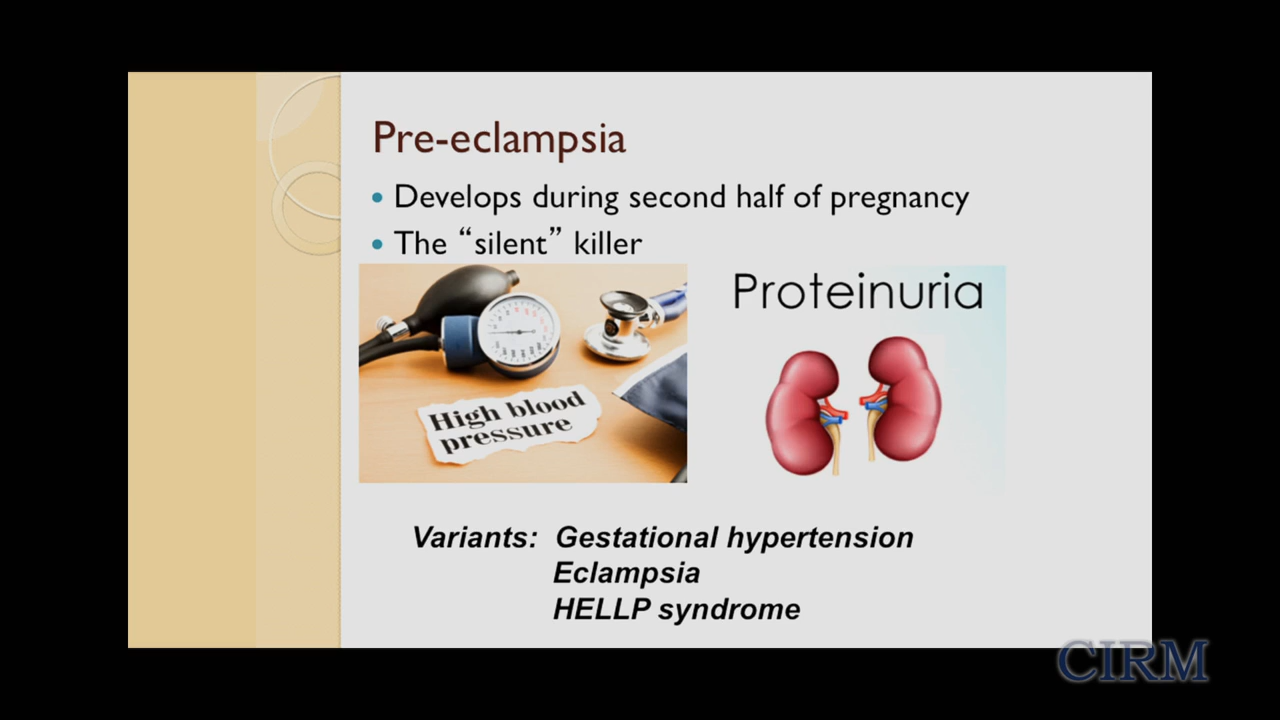 Pre-eclampsia
• Develops during second half of pregnancy
• The “silent” killer
High blood
pressure
Proteinuria
Variants: Gestational hypertension
Eclampsia
HELLP syndrome
CIRM